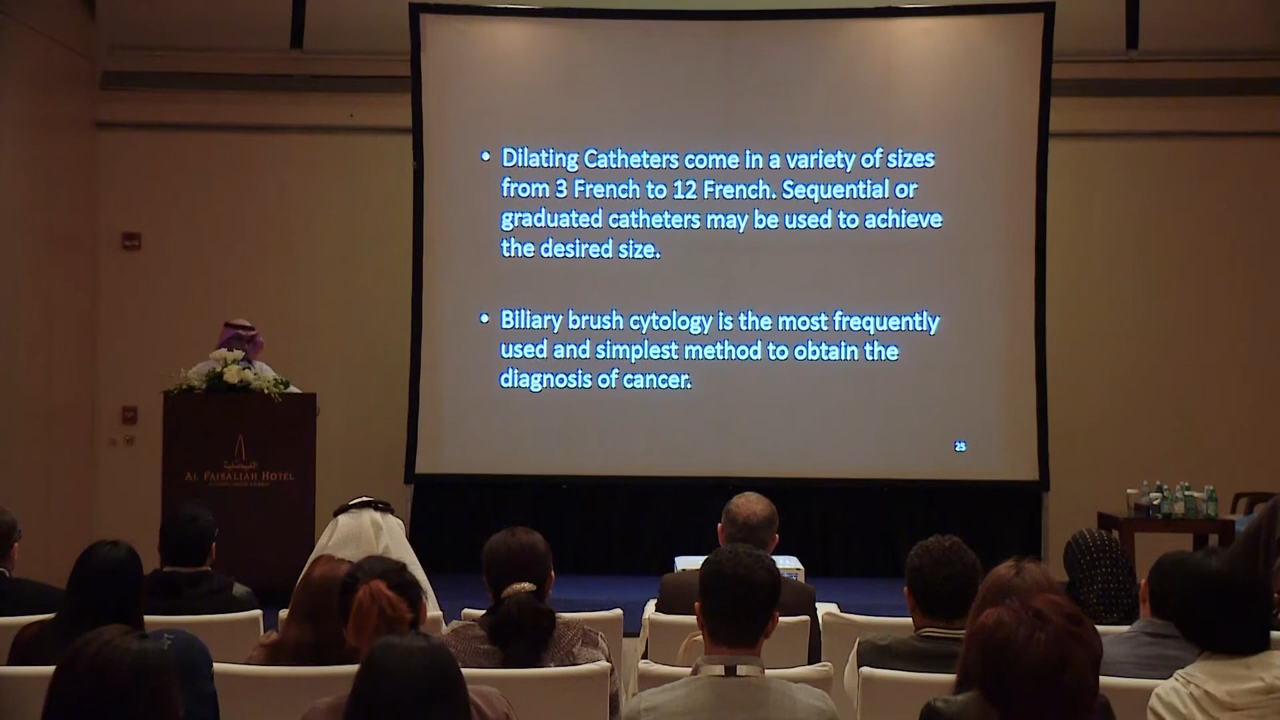 • Dilating Catheters come in a variety of sizes
from 3 French to 12 French. Sequential or
graduated catheters may be used to achieve
the desired size.
• Biliary brush cytology is the most frequently
used and simplest method to obtain the
diagnosis of cancer.
25
الفيصلية
AL FAISALIAH HOTEL